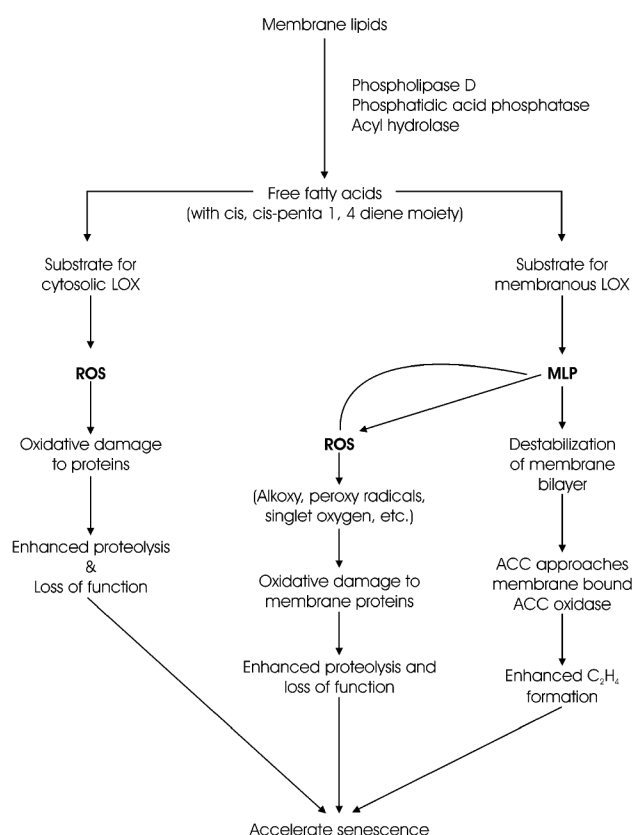 Membrane lipids
Phospholipase D
Phosphatidic acid phosphatase
Acyl hydrolase
Free fatty acids
(with cis, cis-penta 1, 4 diene moiety)
Substrate for
cytosolic LOX
ROS
Oxidative damage
to proteins
Enhanced proteolysis
&
Loss of function
Substrate for
membranous LOX
MLP
ROS
(Alkoxy, peroxy radicals,
singlet oxygen, etc.)
Oxidative damage to
membrane proteins
Enhanced proteolysis and
loss of function
Destabilization
of membrane
bilayer
ACC approaches
membrane bound
ACC oxidase
Enhanced C₂H₄
formation
Accelerate senescence